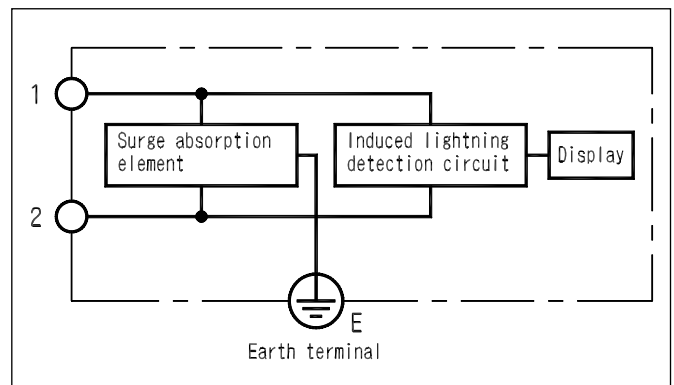 1
Surge absorption
element
Induced lightning
detection circuit
Display
2
E
Earth terminal